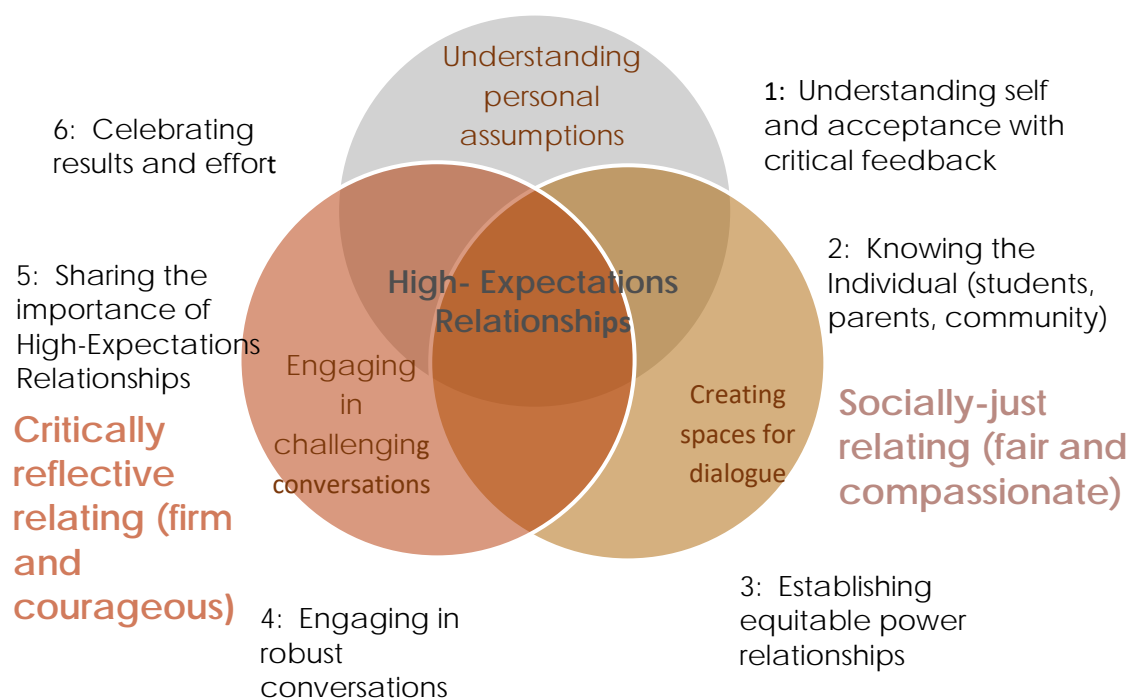 Understanding
personal
assumptions
1: Understanding self
and acceptance with
critical feedback
2: Knowing the
Individual (students,
parents, community)
Socially-just
relating (fair and
compassionate)
3: Establishing
equitable power
relationships
4: Engaging in
robust
conversations
5: Sharing the
importance of
High-Expectations
Relationships
Critically
reflective
relating (firm
and
courageous)
6: Celebrating
results and effort
High- Expectations
Relationships
Engaging
in
challenging
conversations
Creating
spaces for
dialogue